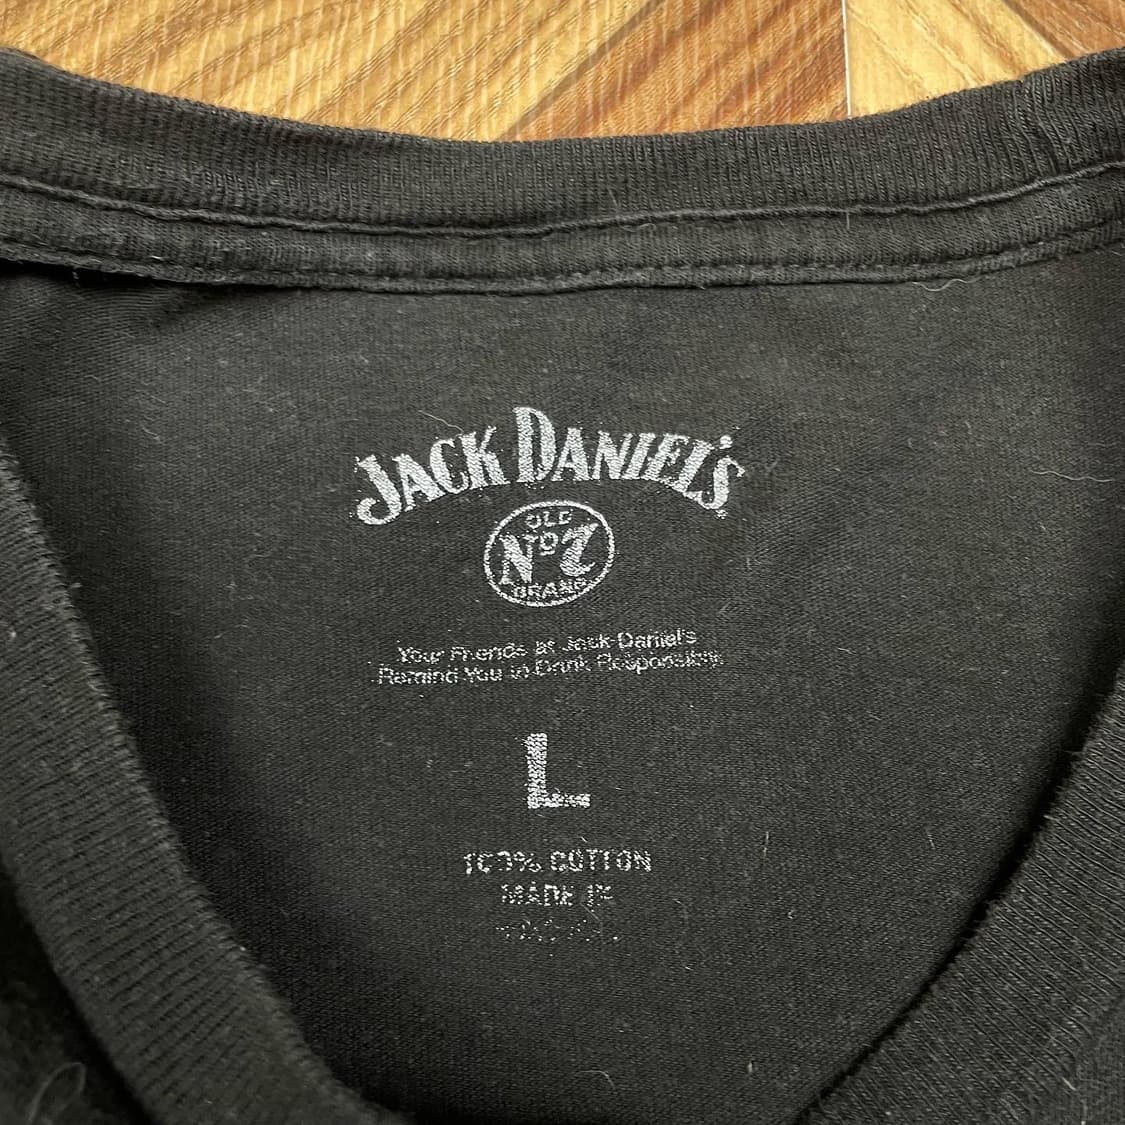 JACK DANIEL'S
OLD
No 7
BRAND
Your Friends at Jack Daniel's
Remind You to Drink Responsibly.
L
100% COTTON
MADE IN